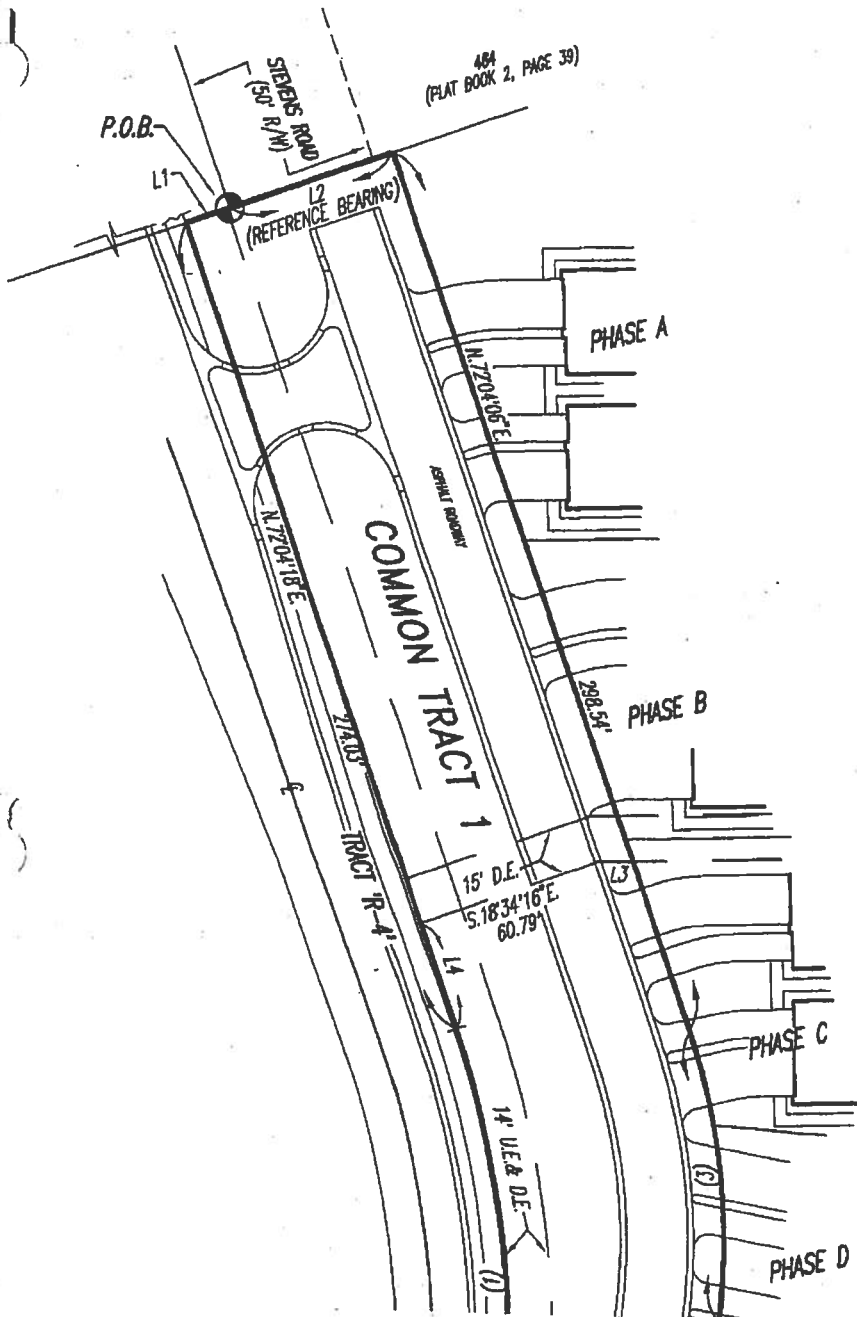 484
(PLAT BOOK 2, PAGE 39)
STEVENS ROAD
(50' R/W)
P.O.B.
L1
L2
(REFERENCE BEARING)
PHASE A
N.72°04'06"E.
ASPHALT ROADWAY
N.72°04'18"E.
COMMON TRACT 1
298.54'
PHASE B
274.03'
℄
TRACT 'R-4'
15' D.E.
L3
S.18°34'16"E.
60.79'
L4
PHASE C
14' U.E.& D.E.
(1)
PHASE D